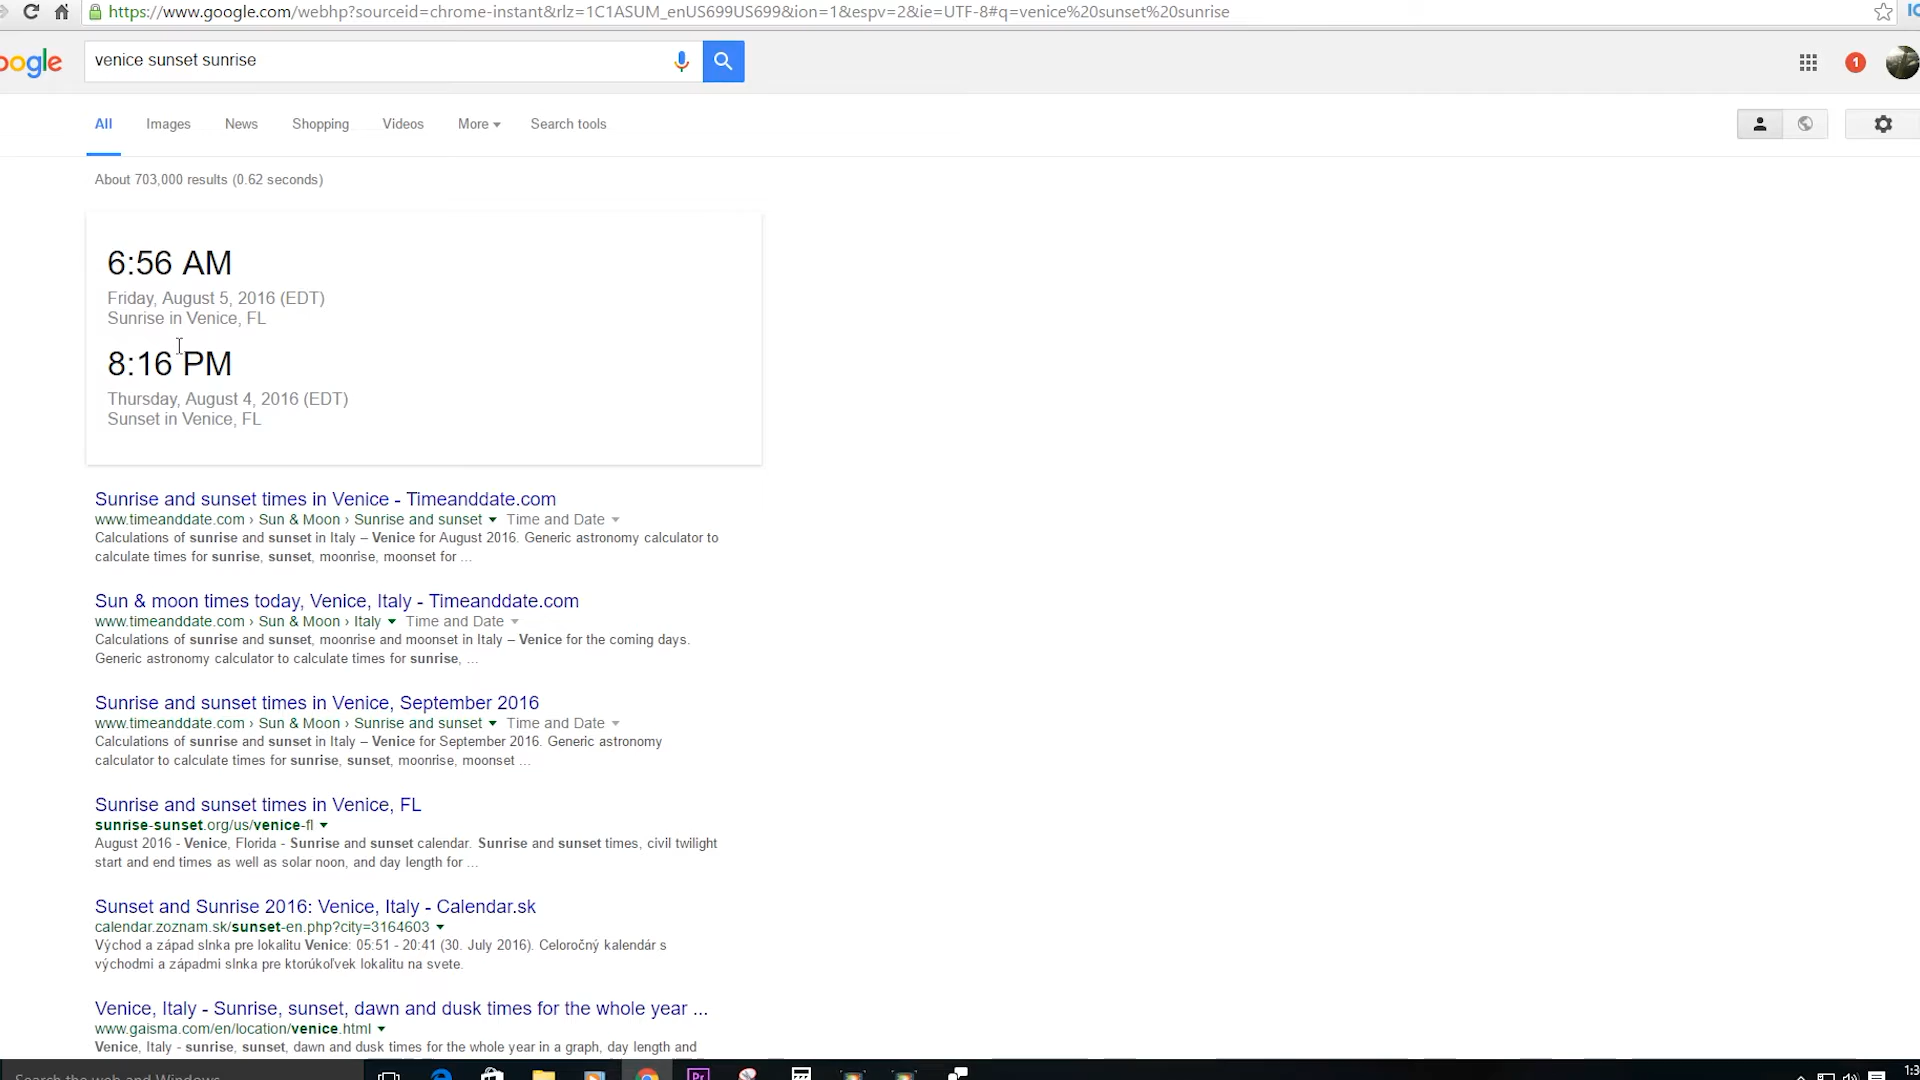 https://www.google.com/webhp?sourceid=chrome-instant&rlz=1C1ASUM_enUS699US699&ion=1&espv=2&ie=UTF-8#q=venice%20sunset%20sunrise
oogle
venice sunset sunrise
1
All Images News Shopping Videos More Search tools
About 703,000 results (0.62 seconds)
6:56 AM
Friday, August 5, 2016 (EDT)
Sunrise in Venice, FL
8:16 PM
Thursday, August 4, 2016 (EDT)
Sunset in Venice, FL
Sunrise and sunset times in Venice - Timeanddate.com
www.timeanddate.com › Sun & Moon › Sunrise and sunset Time and Date
Calculations of sunrise and sunset in Italy – Venice for August 2016. Generic astronomy calculator to
calculate times for sunrise, sunset, moonrise, moonset for ...
Sun & moon times today, Venice, Italy - Timeanddate.com
www.timeanddate.com › Sun & Moon › Italy Time and Date
Calculations of sunrise and sunset, moonrise and moonset in Italy – Venice for the coming days.
Generic astronomy calculator to calculate times for sunrise, ...
Sunrise and sunset times in Venice, September 2016
www.timeanddate.com › Sun & Moon › Sunrise and sunset Time and Date
Calculations of sunrise and sunset in Italy – Venice for September 2016. Generic astronomy
calculator to calculate times for sunrise, sunset, moonrise, moonset ...
Sunrise and sunset times in Venice, FL
sunrise-sunset.org/us/venice-fl
August 2016 - Venice, Florida - Sunrise and sunset calendar. Sunrise and sunset times, civil twilight
start and end times as well as solar noon, and day length for ...
Sunset and Sunrise 2016: Venice, Italy - Calendar.sk
calendar.zoznam.sk/sunset-en.php?city=3164603
Východ a západ slnka pre lokalitu Venice: 05:51 - 20:41 (30. July 2016). Celoročný kalendár s
východmi a západmi slnka pre ktorúkoľvek lokalitu na svete.
Venice, Italy - Sunrise, sunset, dawn and dusk times for the whole year ...
www.gaisma.com/en/location/venice.html
Venice, Italy - sunrise, sunset, dawn and dusk times for the whole year in a graph, day length and
Search the web and Windows
Pr